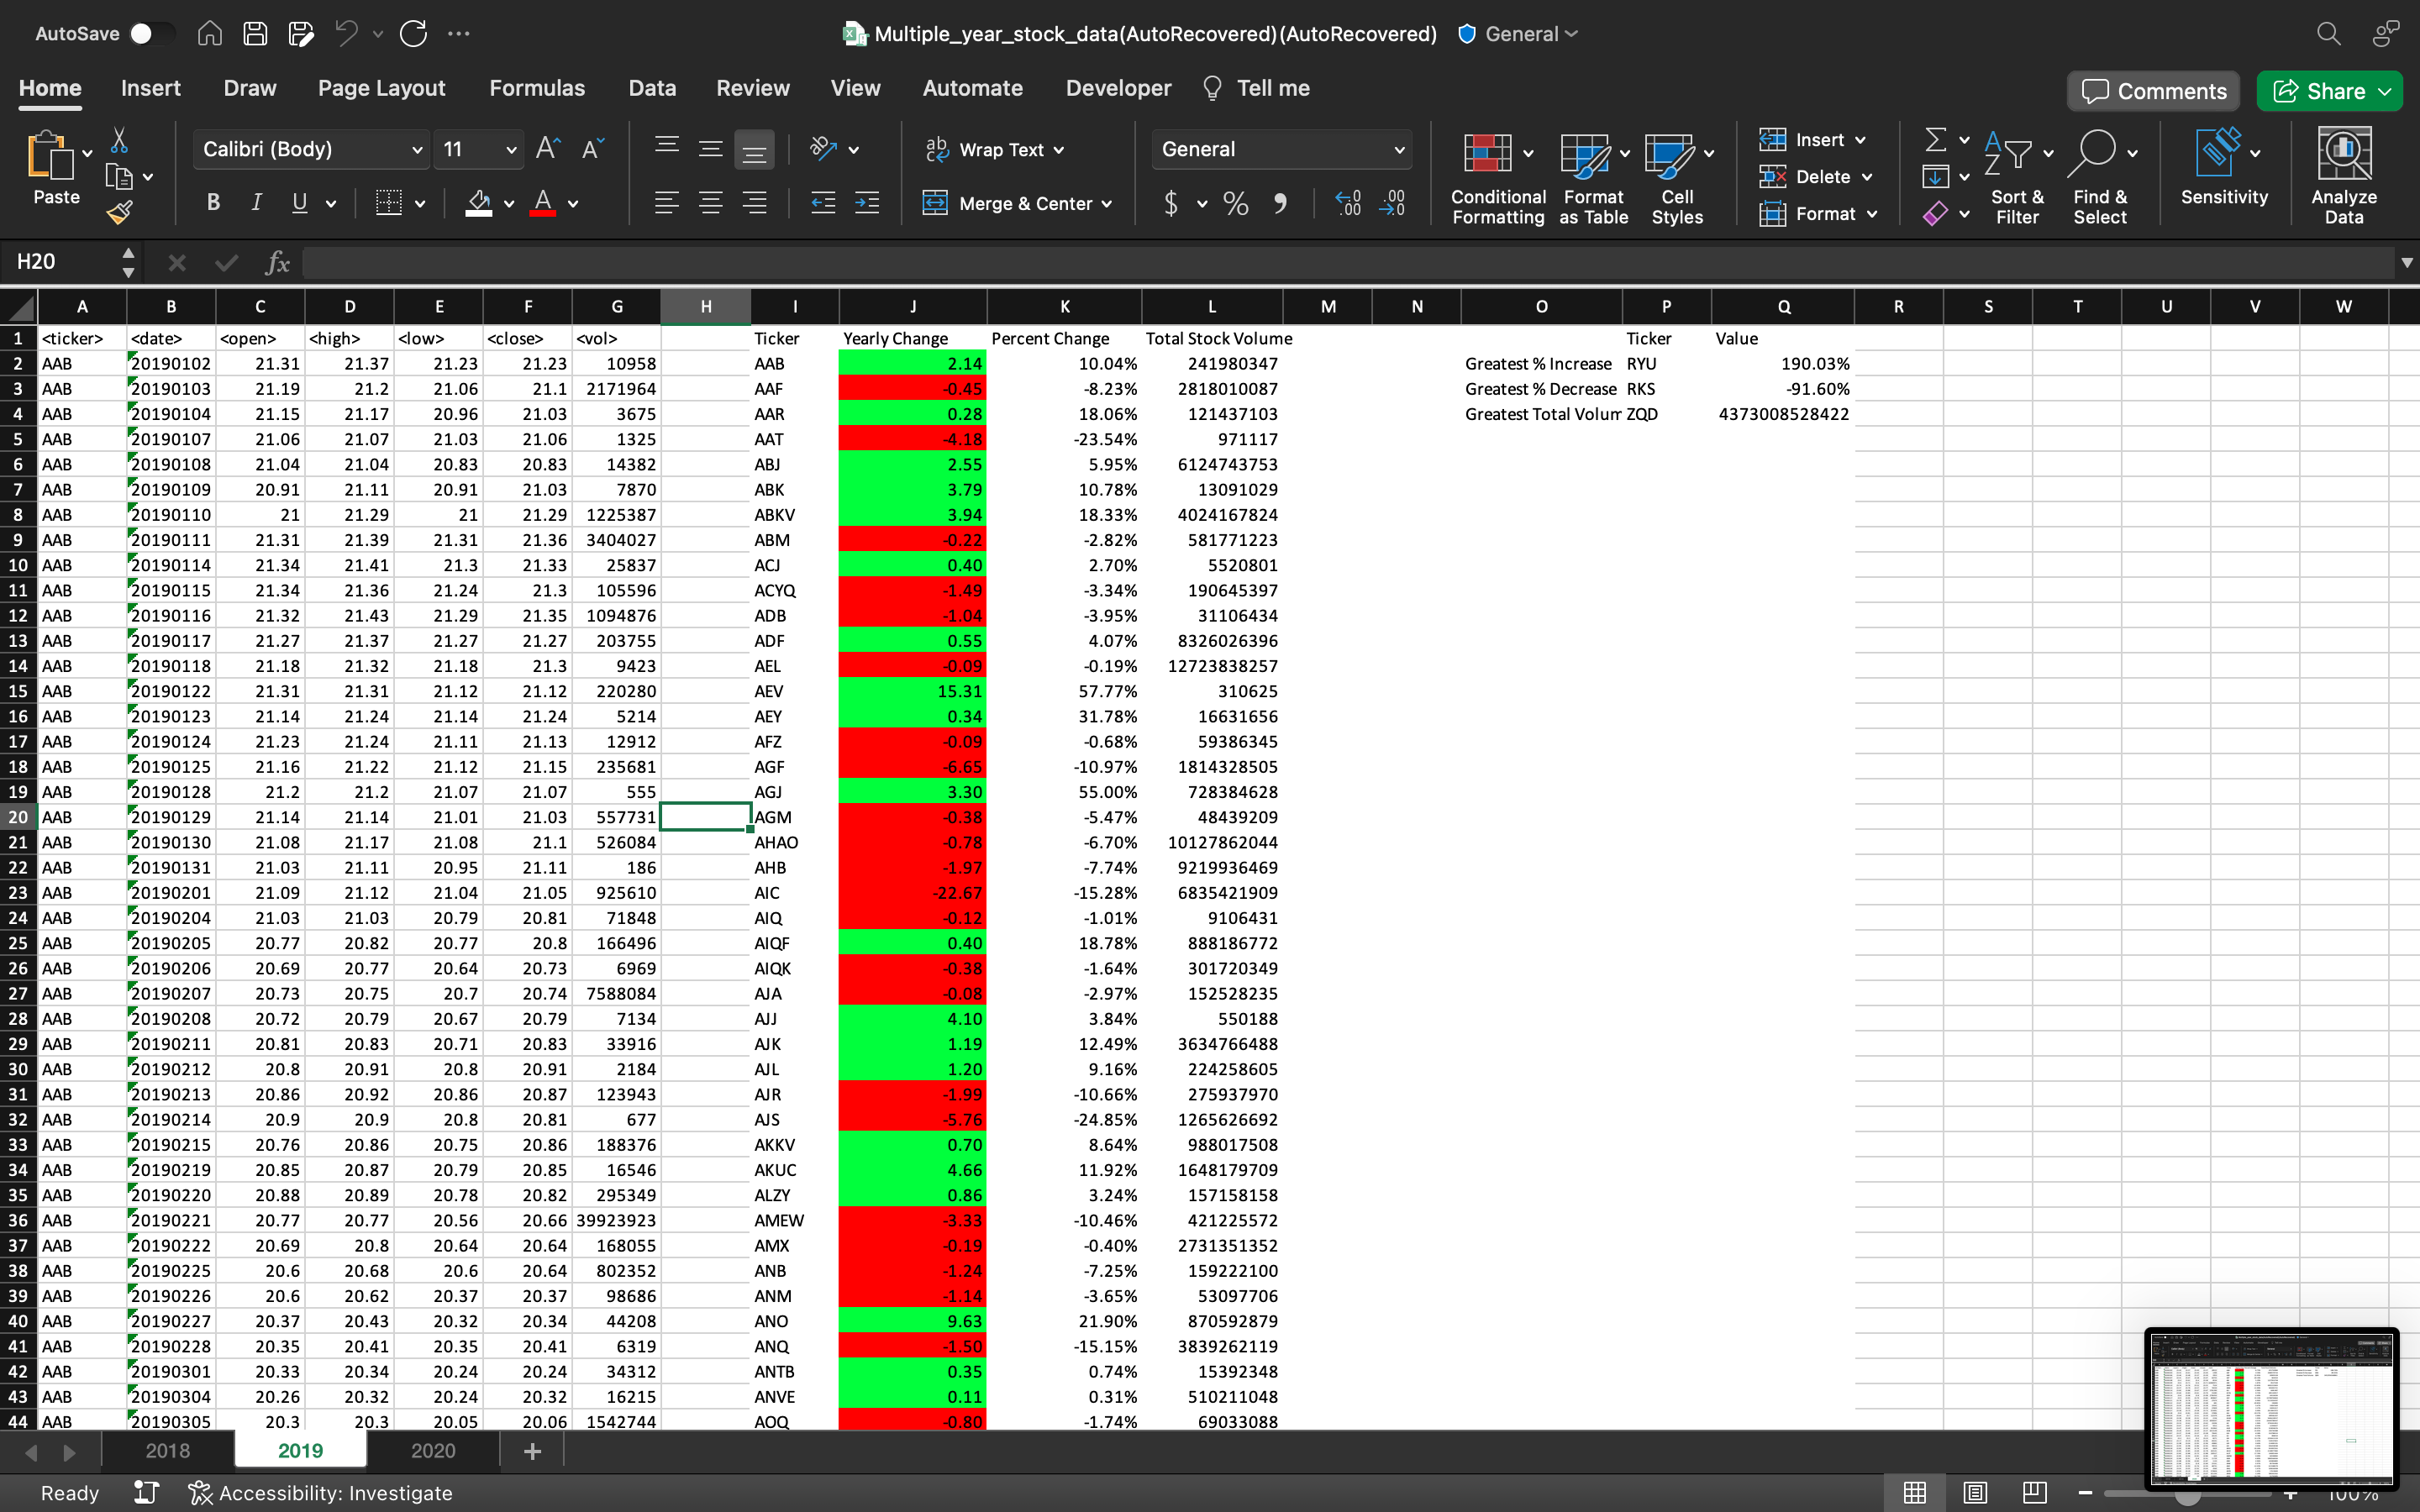 AutoSave Multiple_year_stock_data(AutoRecovered)(AutoRecovered) General
Home Insert Draw Page Layout Formulas Data Review View Automate Developer Tell me Comments Share
Paste Calibri (Body) 11 Wrap Text General Conditional Formatting Format as Table Cell Styles Insert Sort & Filter Find & Select Sensitivity Analyze Data
B I U Merge & Center $ % Delete Format
H20 fx
A B C D E F G H I J K L M N O P Q R S T U V W
1 <ticker> <date> <open> <high> <low> <close> <vol> Ticker Yearly Change Percent Change Total Stock Volume Ticker Value
2 AAB 20190102 21.31 21.37 21.23 21.23 10958 AAB 2.14 10.04% 241980347 Greatest % Increase RYU 190.03%
3 AAB 20190103 21.19 21.2 21.06 21.1 2171964 AAF -0.45 -8.23% 2818010087 Greatest % Decrease RKS -91.60%
4 AAB 20190104 21.15 21.17 20.96 21.03 3675 AAR 0.28 18.06% 121437103 Greatest Total Volum ZQD 4373008528422
5 AAB 20190107 21.06 21.07 21.03 21.06 1325 AAT -4.18 -23.54% 971117
6 AAB 20190108 21.04 21.04 20.83 20.83 14382 ABJ 2.55 5.95% 6124743753
7 AAB 20190109 20.91 21.11 20.91 21.03 7870 ABK 3.79 10.78% 13091029
8 AAB 20190110 21 21.29 21 21.29 1225387 ABKV 3.94 18.33% 4024167824
9 AAB 20190111 21.31 21.39 21.31 21.36 3404027 ABM -0.22 -2.82% 581771223
10 AAB 20190114 21.34 21.41 21.3 21.33 25837 ACJ 0.40 2.70% 5520801
11 AAB 20190115 21.34 21.36 21.24 21.3 105596 ACYQ -1.49 -3.34% 190645397
12 AAB 20190116 21.32 21.43 21.29 21.35 1094876 ADB -1.04 -3.95% 31106434
13 AAB 20190117 21.27 21.37 21.27 21.27 203755 ADF 0.55 4.07% 8326026396
14 AAB 20190118 21.18 21.32 21.18 21.3 9423 AEL -0.09 -0.19% 12723838257
15 AAB 20190122 21.31 21.31 21.12 21.12 220280 AEV 15.31 57.77% 310625
16 AAB 20190123 21.14 21.24 21.14 21.24 5214 AEY 0.34 31.78% 16631656
17 AAB 20190124 21.23 21.24 21.11 21.13 12912 AFZ -0.09 -0.68% 59386345
18 AAB 20190125 21.16 21.22 21.12 21.15 235681 AGF -6.65 -10.97% 1814328505
19 AAB 20190128 21.2 21.2 21.07 21.07 555 AGJ 3.30 55.00% 728384628
20 AAB 20190129 21.14 21.14 21.01 21.03 557731 AGM -0.38 -5.47% 48439209
21 AAB 20190130 21.08 21.17 21.08 21.1 526084 AHAO -0.78 -6.70% 10127862044
22 AAB 20190131 21.03 21.11 20.95 21.11 186 AHB -1.97 -7.74% 9219936469
23 AAB 20190201 21.09 21.12 21.04 21.05 925610 AIC -22.67 -15.28% 6835421909
24 AAB 20190204 21.03 21.03 20.79 20.81 71848 AIQ -0.12 -1.01% 9106431
25 AAB 20190205 20.77 20.82 20.77 20.8 166496 AIQF 0.40 18.78% 888186772
26 AAB 20190206 20.69 20.77 20.64 20.73 6969 AIQK -0.38 -1.64% 301720349
27 AAB 20190207 20.73 20.75 20.7 20.74 7588084 AJA -0.08 -2.97% 152528235
28 AAB 20190208 20.72 20.79 20.67 20.79 7134 AJJ 4.10 3.84% 550188
29 AAB 20190211 20.81 20.83 20.71 20.83 33916 AJK 1.19 12.49% 3634766488
30 AAB 20190212 20.8 20.91 20.8 20.91 2184 AJL 1.20 9.16% 224258605
31 AAB 20190213 20.86 20.92 20.86 20.87 123943 AJR -1.99 -10.66% 275937970
32 AAB 20190214 20.9 20.9 20.8 20.81 677 AJS -5.76 -24.85% 1265626692
33 AAB 20190215 20.76 20.86 20.75 20.86 188376 AKKV 0.70 8.64% 988017508
34 AAB 20190219 20.85 20.87 20.79 20.85 16546 AKUC 4.66 11.92% 1648179709
35 AAB 20190220 20.88 20.89 20.78 20.82 295349 ALZY 0.86 3.24% 157158158
36 AAB 20190221 20.77 20.77 20.56 20.66 39923923 AMEW -3.33 -10.46% 421225572
37 AAB 20190222 20.69 20.8 20.64 20.64 168055 AMX -0.19 -0.40% 2731351352
38 AAB 20190225 20.6 20.68 20.6 20.64 802352 ANB -1.24 -7.25% 159222100
39 AAB 20190226 20.6 20.62 20.37 20.37 98686 ANM -1.14 -3.65% 53097706
40 AAB 20190227 20.37 20.43 20.32 20.34 44208 ANO 9.63 21.90% 870592879
41 AAB 20190228 20.35 20.41 20.35 20.41 6319 ANQ -1.50 -15.15% 3839262119
42 AAB 20190301 20.33 20.34 20.24 20.24 34312 ANTB 0.35 0.74% 15392348
43 AAB 20190304 20.26 20.32 20.24 20.32 16215 ANVE 0.11 0.31% 510211048
44 AAB 20190305 20.3 20.3 20.05 20.06 1542744 AOQ -0.80 -1.74% 69033088
2018 2019 2020 +
Ready Accessibility: Investigate